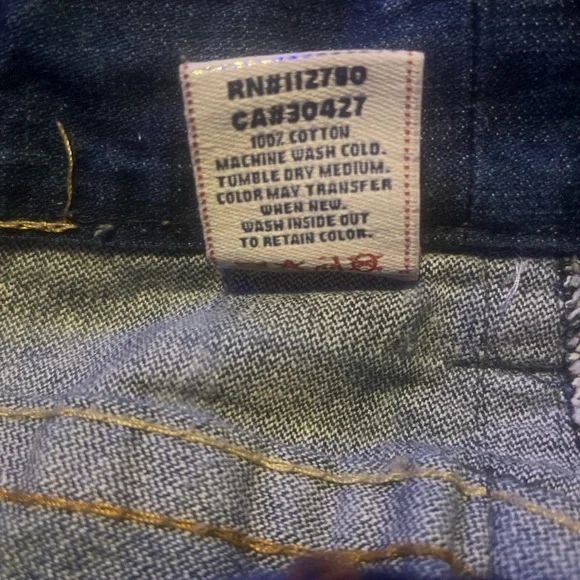 RN#112790
CA#30427
100% COTTON
MACHINE WASH COLD.
TUMBLE DRY MEDIUM.
COLOR MAY TRANSFER
WHEN NEW.
WASH INSIDE OUT
TO RETAIN COLOR.